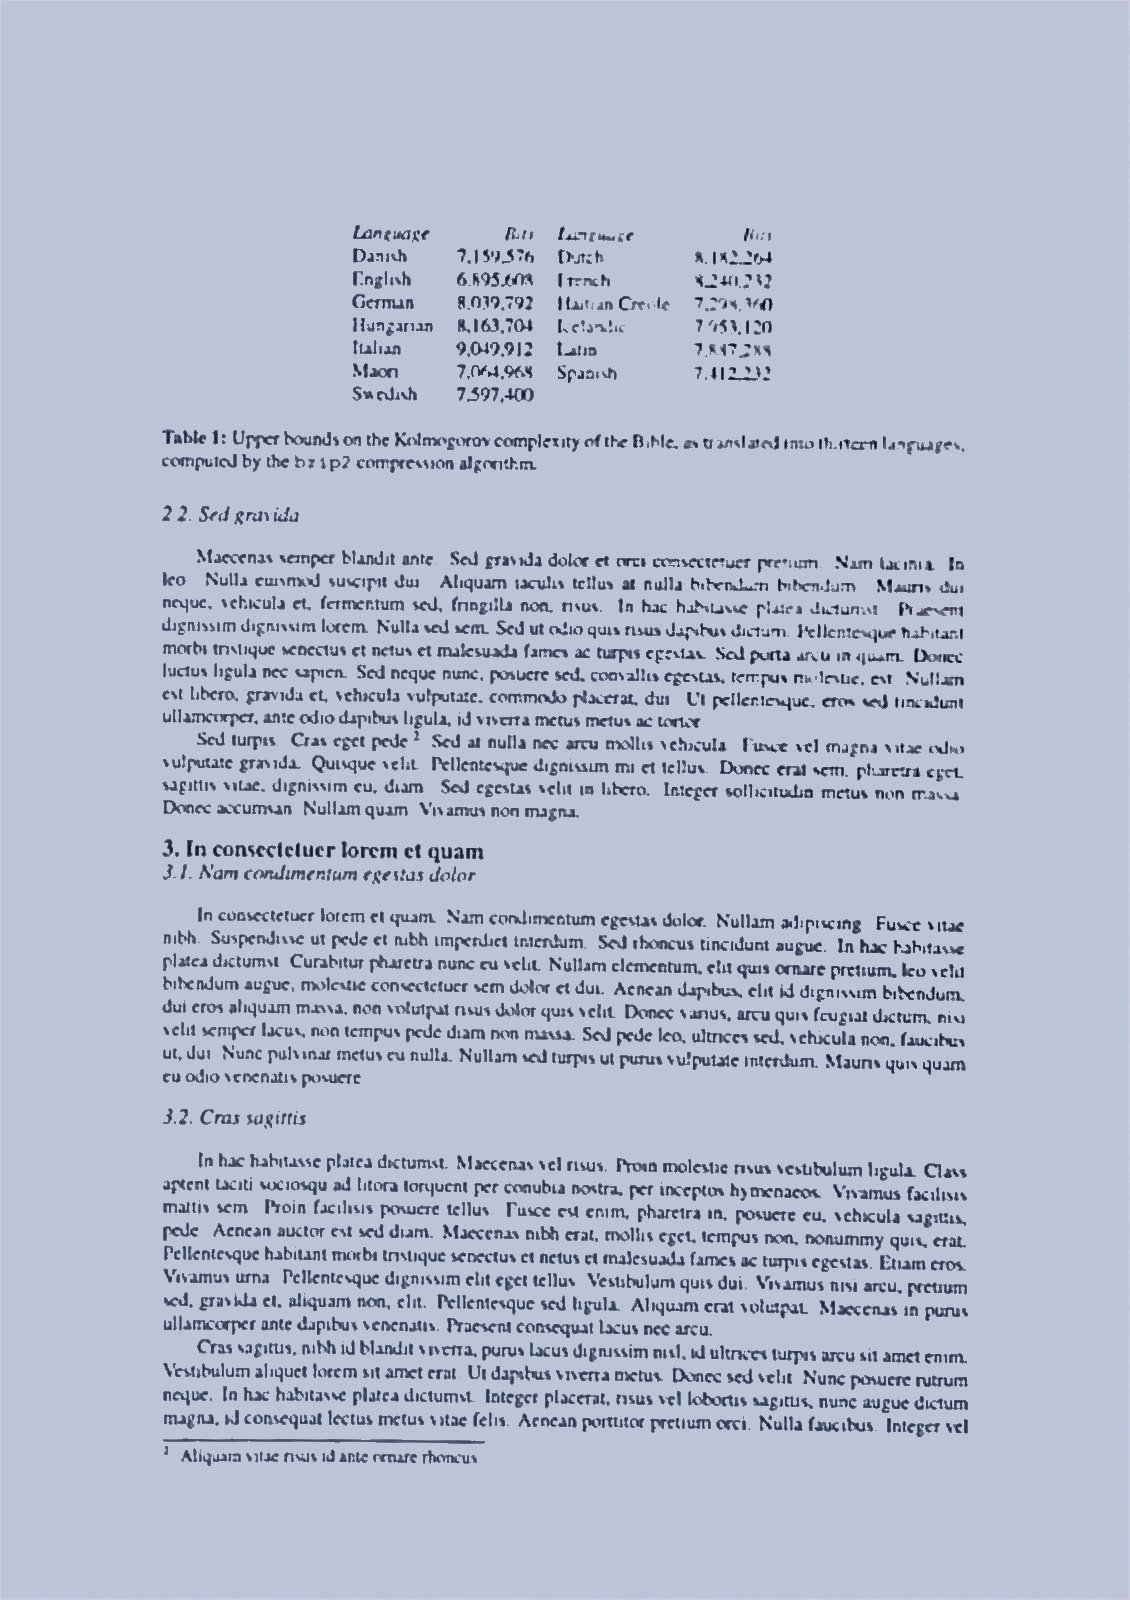 Language Bits Language Bits
Danish 7,159,576 Dutch 8,182,264
English 6,895,608 French 8,240,232
German 8,039,792 Haitian Creole 7,298,360
Hungarian 8,163,704 Icelandic 7,953,120
Italian 9,049,912 Latin 7,887,288
Maori 7,064,968 Spanish 7,412,232
Swedish 7,597,400
Table 1: Upper bounds on the Kolmogorov complexity of the Bible, as translated into thirteen languages,
computed by the bzip2 compression algorithm.
2.2. Sed gravida
Maecenas semper blandit ante. Sed gravida dolor et orci consectetuer pretium. Nam lacinia. In
leo. Nulla euismod suscipit dui. Aliquam iaculis tellus at nulla bibendum bibendum. Mauris dui
neque, vehicula et, fermentum sed, fringilla non, risus. In hac habitasse platea dictumst. Praesent
dignissim dignissim lorem. Nulla sed sem. Sed ut odio quis risus dapibus dictum. Pellentesque habitant
morbi tristique senectus et netus et malesuada fames ac turpis egestas. Sed porta arcu in quam. Donec
luctus ligula nec sapien. Sed neque nunc, posuere sed, convallis egestas, tempus molestie, est. Nullam
est libero, gravida et, vehicula vulputate, commodo placerat, dui. Ut pellentesque, eros sed tincidunt
ullamcorper, ante odio dapibus ligula, id viverra metus metus ac tortor.
Sed turpis. Cras eget pede.2 Sed at nulla nec arcu mollis vehicula. Fusce vel magna vitae odio
vulputate gravida. Quisque velit. Pellentesque dignissim mi et tellus. Donec erat sem, pharetra eget,
sagittis vitae, dignissim eu, diam. Sed egestas velit in libero. Integer sollicitudin metus non massa.
Donec accumsan. Nullam quam. Vivamus non magna.
3. In consectetuer lorem et quam
3.1. Nam condimentum egestas dolor
In consectetuer lorem et quam. Nam condimentum egestas dolor. Nullam adipiscing. Fusce vitae
nibh. Suspendisse ut pede et nibh imperdiet interdum. Sed rhoncus tincidunt augue. In hac habitasse
platea dictumst. Curabitur pharetra nunc eu velit. Nullam elementum, elit quis ornare pretium, leo velit
bibendum augue, molestie consectetuer sem dolor et dui. Aenean dapibus, elit id dignissim bibendum,
dui eros aliquam massa, non volutpat risus dolor quis velit. Donec varius, arcu quis feugiat dictum, nisi
velit semper lacus, non tempus pede diam non massa. Sed pede leo, ultrices sed, vehicula non, faucibus
ut, dui. Nunc pulvinar metus eu nulla. Nullam sed turpis ut purus vulputate interdum. Mauris quis quam
eu odio venenatis posuere.
3.2. Cras sagittis
In hac habitasse platea dictumst. Maecenas vel risus. Proin molestie risus vestibulum ligula. Class
aptent taciti sociosqu ad litora torquent per conubia nostra, per inceptos hymenaeos. Vivamus facilisis
mattis sem. Proin facilisis posuere tellus. Fusce est enim, pharetra in, posuere eu, vehicula sagittis,
pede. Aenean auctor est sed diam. Maecenas nibh erat, mollis eget, tempus non, nonummy quis, erat.
Pellentesque habitant morbi tristique senectus et netus et malesuada fames ac turpis egestas. Etiam eros.
Vivamus urna. Pellentesque dignissim elit eget tellus. Vestibulum quis dui. Vivamus nisi arcu, pretium
sed, gravida et, aliquam non, elit. Pellentesque sed ligula. Aliquam erat volutpat. Maecenas in purus
ullamcorper ante dapibus venenatis. Praesent consequat lacus nec arcu.
Cras sagittis, nibh id blandit viverra, purus lacus dignissim nisl, id ultrices turpis arcu sit amet enim.
Vestibulum aliquet lorem sit amet erat. Ut dapibus viverra metus. Donec sed velit. Nunc posuere rutrum
neque. In hac habitasse platea dictumst. Integer placerat, risus vel lobortis sagittis, nunc augue dictum
magna, id consequat lectus metus vitae felis. Aenean porttitor pretium orci. Nulla faucibus. Integer vel
2 Aliquam vitae risus id ante ornare rhoncus